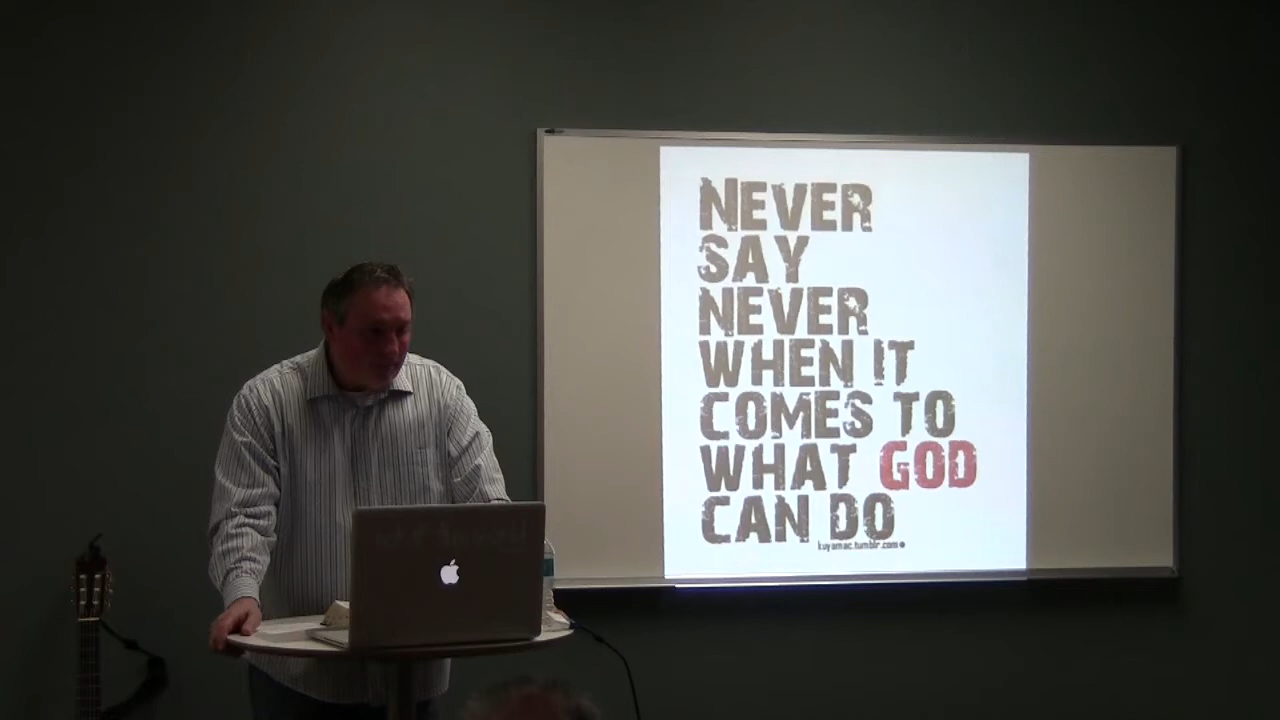 NEVER
SAY
NEVER
WHEN IT
COMES TO
WHAT GOD
CAN DO
kuyamac.tumblr.com